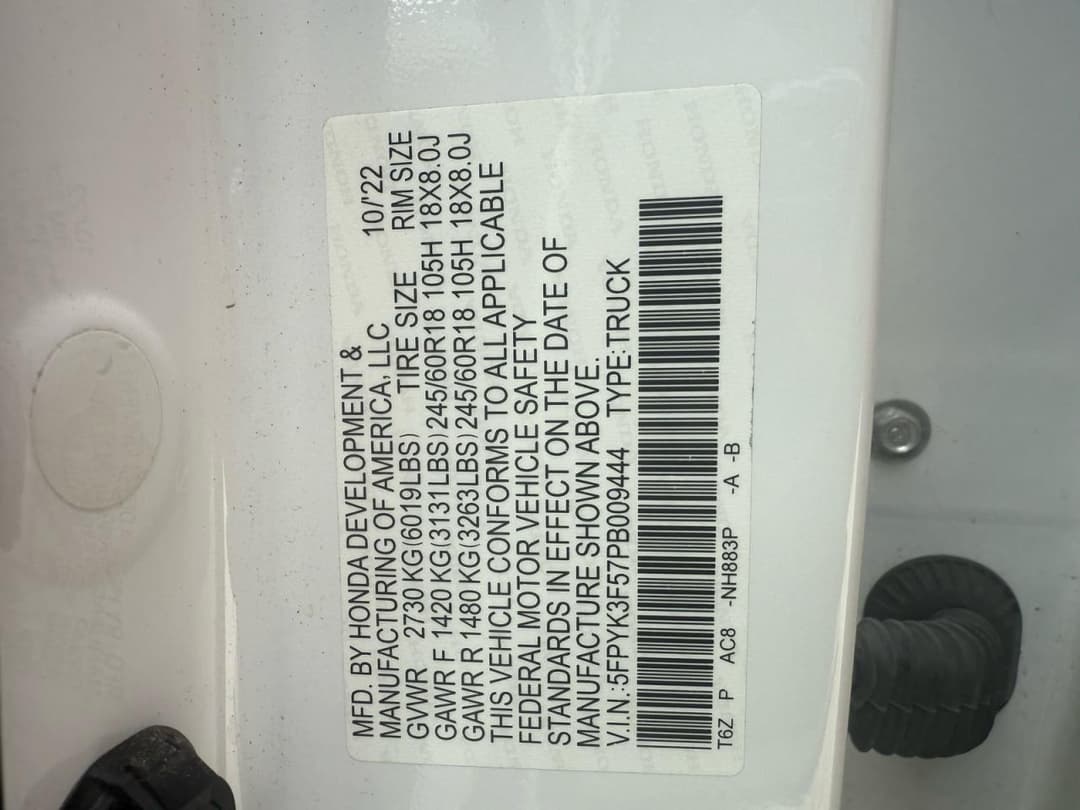 MFD. BY HONDA DEVELOPMENT &
MANUFACTURING OF AMERICA, LLC 10/'22
GVWR 2730 KG(6019LBS) TIRE SIZE RIM SIZE
GAWR F 1420 KG(3131LBS)245/60R18 105H 18X8.0J
GAWR R 1480 KG(3263LBS)245/60R18 105H 18X8.0J
THIS VEHICLE CONFORMS TO ALL APPLICABLE
FEDERAL MOTOR VEHICLE SAFETY
STANDARDS IN EFFECT ON THE DATE OF
MANUFACTURE SHOWN ABOVE.
V.I.N.:5FPYK3F57PB009444 TYPE:TRUCK
T6Z P AC8 -NH883P -A -B